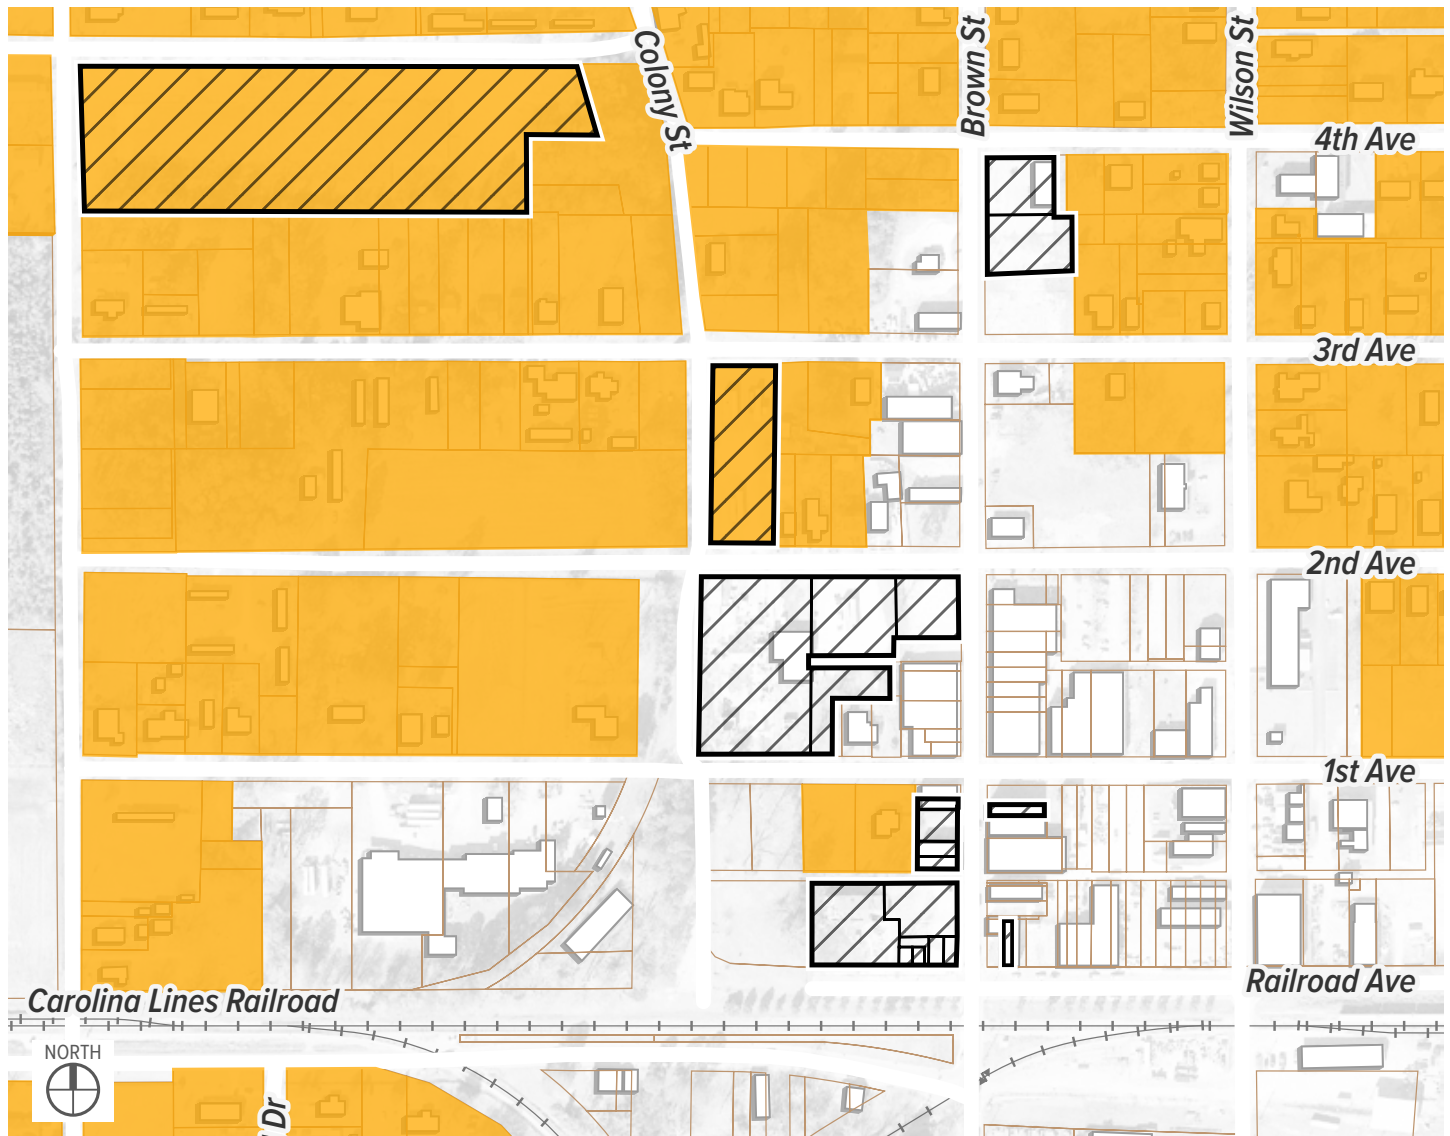 Colony St
Brown St
Wilson St
4th Ave
3rd Ave
2nd Ave
1st Ave
Railroad Ave
Carolina Lines Railroad
NORTH
Dr